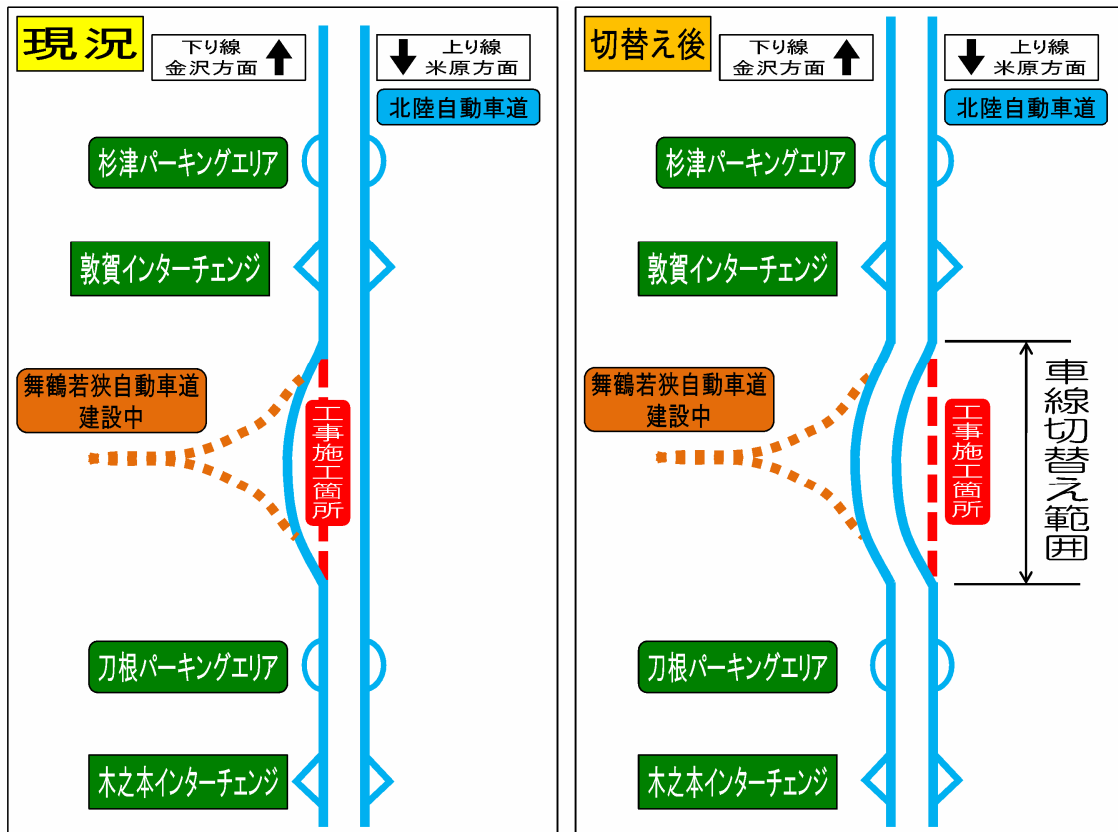 現況
下り線
金沢方面
上り線
米原方面
北陸自動車道
杉津パーキングエリア
敦賀インターチェンジ
舞鶴若狭自動車道
建設中
工事施工箇所
刀根パーキングエリア
木之本インターチェンジ
切替え後
下り線
金沢方面
上り線
米原方面
北陸自動車道
杉津パーキングエリア
敦賀インターチェンジ
舞鶴若狭自動車道
建設中
工事施工箇所
車線切替え範囲
刀根パーキングエリア
木之本インターチェンジ